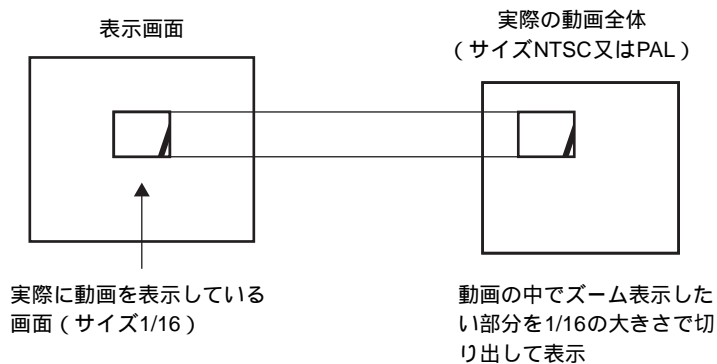 表示画面
実際の動画全体
（サイズNTSC又はPAL）
実際に動画を表示している
画面（サイズ1/16）
動画の中でズーム表示した
い部分を1/16の大きさで切
り出して表示